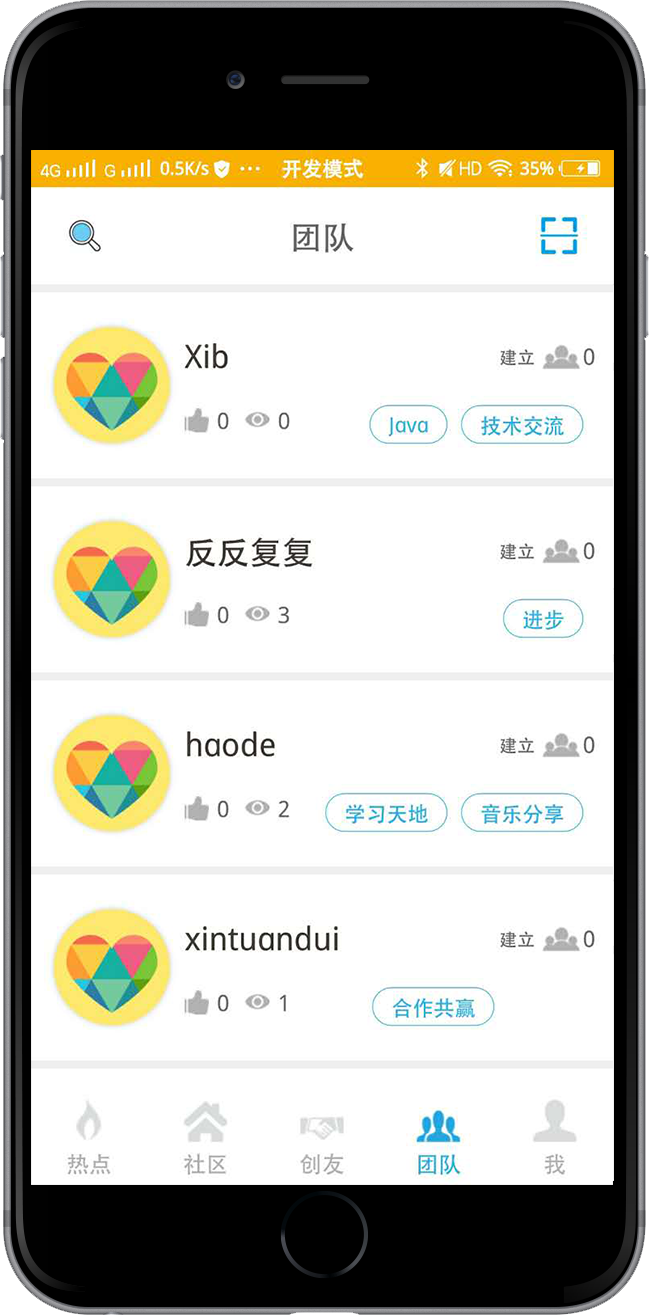 4G G 0.5K/s ··· 开发模式 HD 35%
团队
Xib 建立 0
0 0 Java 技术交流
反反复复 建立 0
0 3 进步
haode 建立 0
0 2 学习天地 音乐分享
xintuandui 建立 0
0 1 合作共赢
热点 社区 创友 团队 我